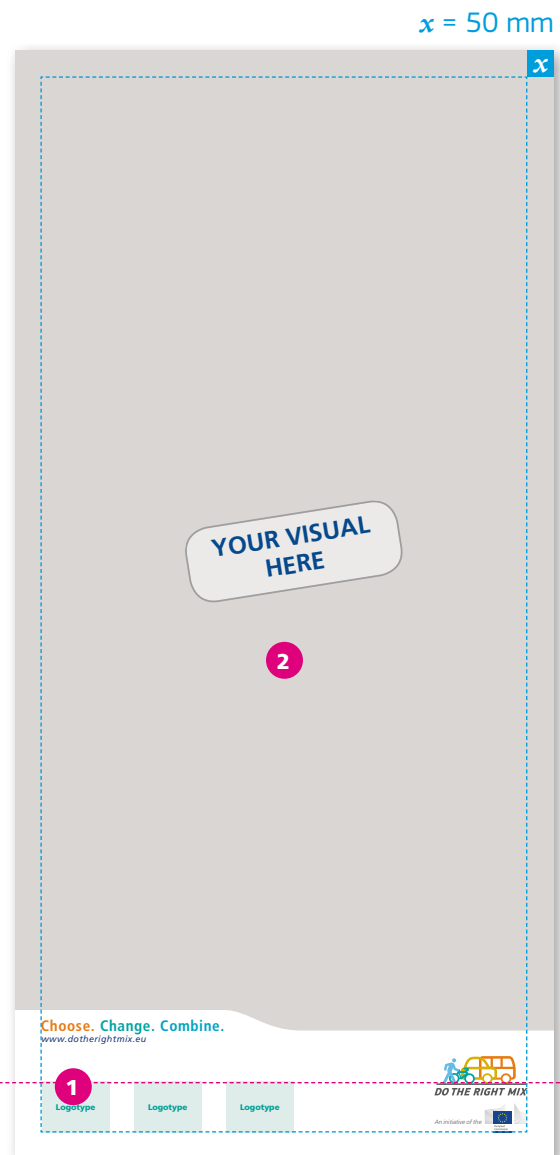 x = 50 mm
x
YOUR VISUAL
HERE
2
Choose. Change. Combine.
www.dotherightmix.eu
1
Logotype
Logotype
Logotype
DO THE RIGHT MIX
An initiative of the